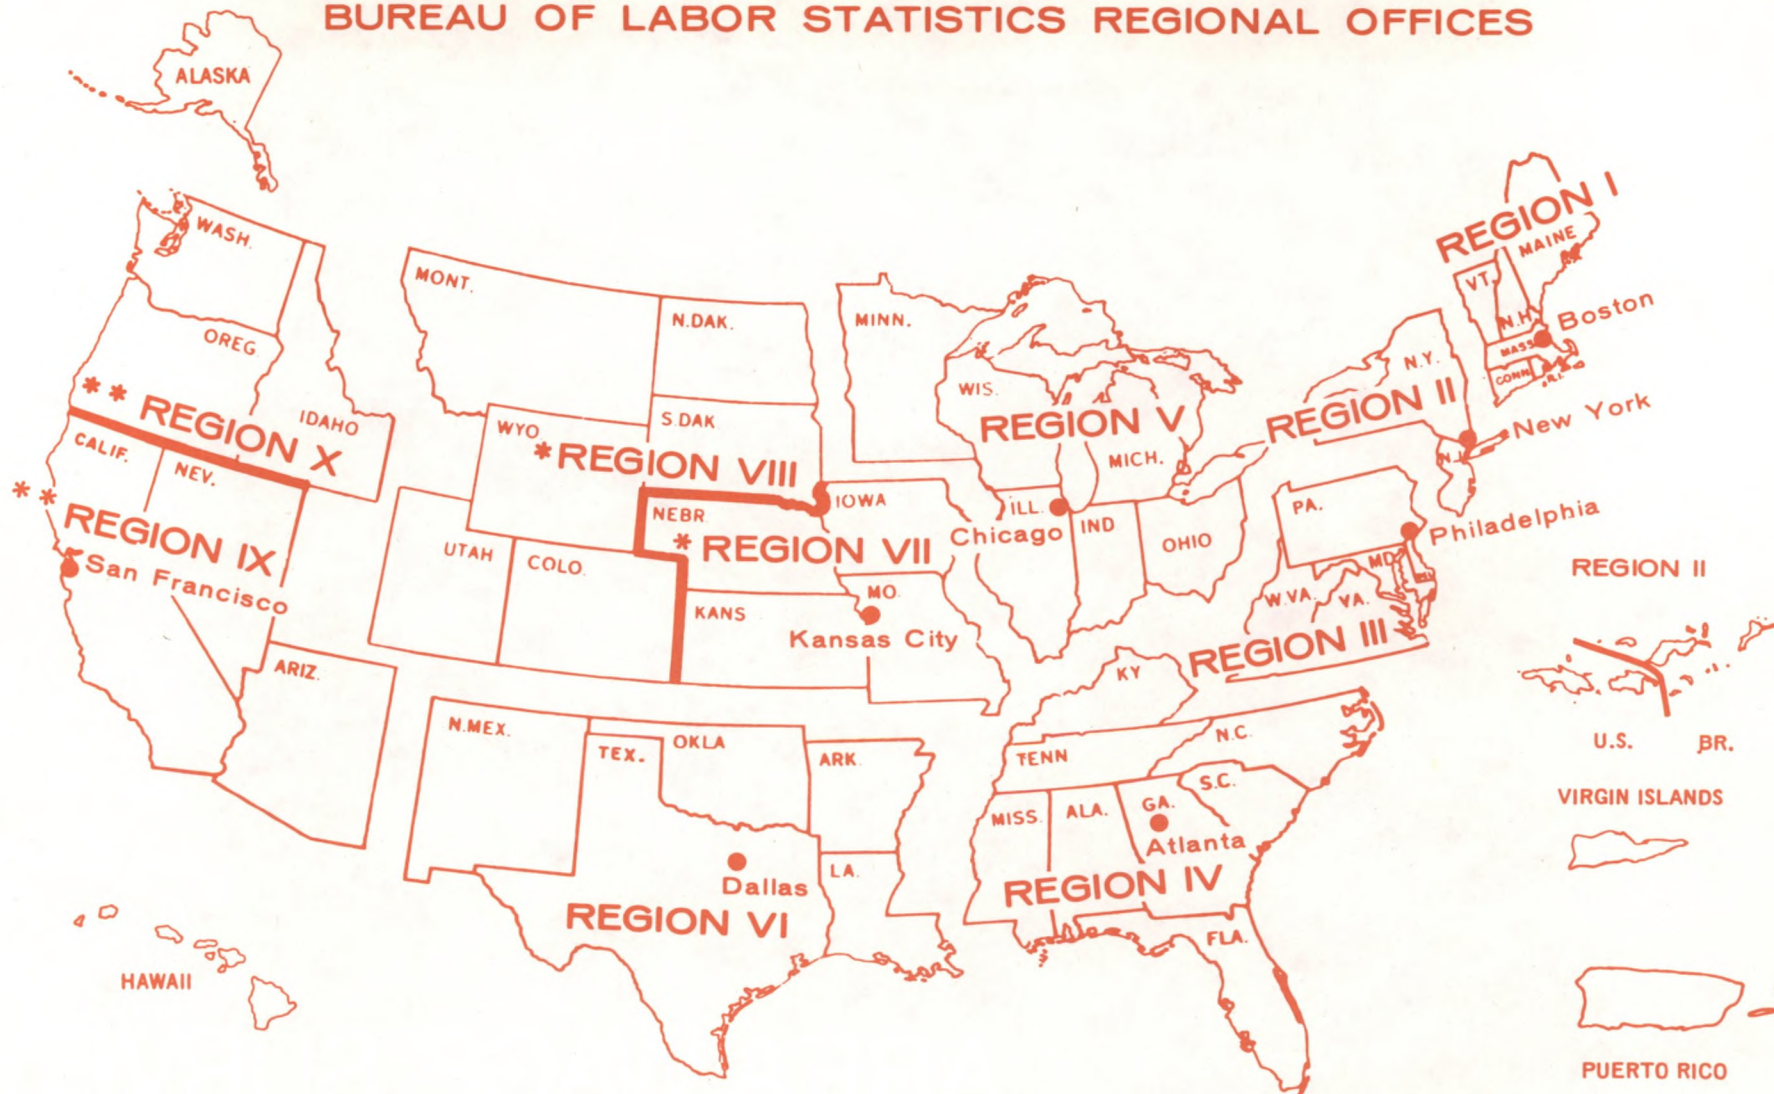 BUREAU OF LABOR STATISTICS REGIONAL OFFICES
ALASKA
WASH.
OREG.
** REGION X
IDAHO
CALIF.
NEV.
**
REGION IX
San Francisco
ARIZ.
HAWAII
MONT.
N.DAK.
S.DAK.
WYO.
*REGION VIII
UTAH
COLO.
NEBR.
* REGION VII
IOWA
KANS
MO.
Kansas City
N.MEX.
TEX.
OKLA
ARK.
LA.
Dallas
REGION VI
MINN.
WIS.
REGION V
MICH.
ILL.
Chicago
IND
OHIO
KY
TENN
N.C.
S.C.
MISS.
ALA.
GA.
Atlanta
REGION IV
FLA.
REGION I
MAINE
VT.
N.H.
Boston
MASS
CONN.
R.I.
N.Y.
REGION II
New York
N.J.
PA.
Philadelphia
MD.
W.VA.
VA.
REGION III
REGION II
U.S. BR.
VIRGIN ISLANDS
PUERTO RICO